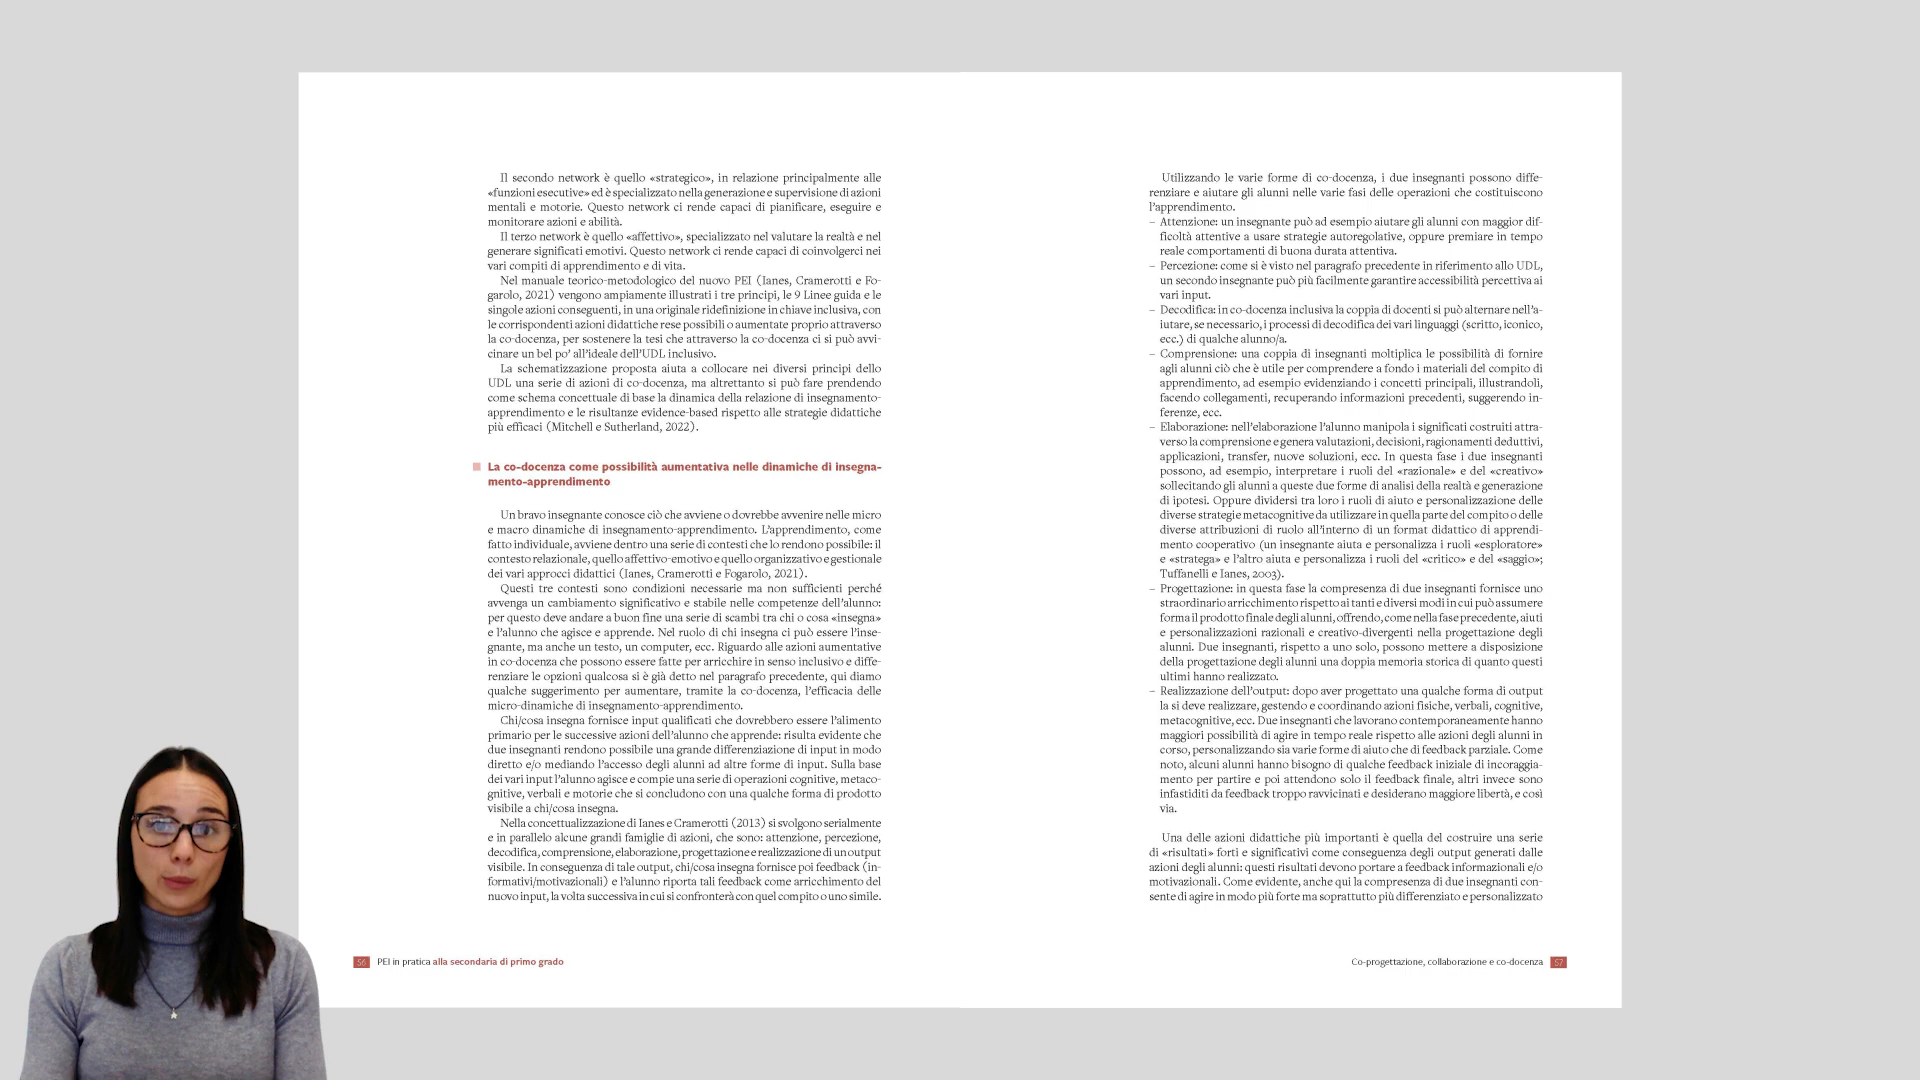 Il secondo network è quello «strategico», in relazione principalmente alle
«funzioni esecutive» ed è specializzato nella generazione e supervisione di azioni
mentali e motorie. Questo network ci rende capaci di pianificare, eseguire e
monitorare azioni e abilità.
Il terzo network è quello «affettivo», specializzato nel valutare la realtà e nel
generare significati emotivi. Questo network ci rende capaci di coinvolgerci nei
vari compiti di apprendimento e di vita.
Nel manuale teorico-metodologico del nuovo PEI (Ianes, Cramerotti e Fo-
garolo, 2021) vengono ampiamente illustrati i tre principi, le 9 Linee guida e le
singole azioni conseguenti, in una originale ridefinizione in chiave inclusiva, con
le corrispondenti azioni didattiche rese possibili o aumentate proprio attraverso
la co-docenza, per sostenere la tesi che attraverso la co-docenza ci si può avvi-
cinare un bel po' all'ideale dell'UDL inclusivo.
La schematizzazione proposta aiuta a collocare nei diversi principi dello
UDL una serie di azioni di co-docenza, ma altrettanto si può fare prendendo
come schema concettuale di base la dinamica della relazione di insegnamento-
apprendimento e le risultanze evidence-based rispetto alle strategie didattiche
più efficaci (Mitchell e Sutherland, 2022).
La co-docenza come possibilità aumentativa nelle dinamiche di insegna-
mento-apprendimento
Un bravo insegnante conosce ciò che avviene o dovrebbe avvenire nelle micro
e macro dinamiche di insegnamento-apprendimento. L'apprendimento, come
fatto individuale, avviene dentro una serie di contesti che lo rendono possibile: il
contesto relazionale, quello affettivo-emotivo e quello organizzativo e gestionale
dei vari approcci didattici (Ianes, Cramerotti e Fogarolo, 2021).
Questi tre contesti sono condizioni necessarie ma non sufficienti perché
avvenga un cambiamento significativo e stabile nelle competenze dell'alunno:
per questo deve andare a buon fine una serie di scambi tra chi o cosa «insegna»
e l'alunno che agisce e apprende. Nel ruolo di chi insegna ci può essere l'inse-
gnante, ma anche un testo, un computer, ecc. Riguardo alle azioni aumentative
in co-docenza che possono essere fatte per arricchire in senso inclusivo e diffe-
renziare le opzioni qualcosa si è già detto nel paragrafo precedente, qui diamo
qualche suggerimento per aumentare, tramite la co-docenza, l'efficacia delle
micro-dinamiche di insegnamento-apprendimento.
Chi/cosa insegna fornisce input qualificati che dovrebbero essere l'alimento
primario per le successive azioni dell'alunno che apprende: risulta evidente che
due insegnanti rendono possibile una grande differenziazione di input in modo
diretto e/o mediando l'accesso degli alunni ad altre forme di input. Sulla base
dei vari input l'alunno agisce e compie una serie di operazioni cognitive, metaco-
gnitive, verbali e motorie che si concludono con una qualche forma di prodotto
visibile a chi/cosa insegna.
Nella concettualizzazione di Ianes e Cramerotti (2013) si svolgono serialmente
e in parallelo alcune grandi famiglie di azioni, che sono: attenzione, percezione,
decodifica, comprensione, elaborazione, progettazione e realizzazione di un output
visibile. In conseguenza di tale output, chi/cosa insegna fornisce poi feedback (in-
formativi/motivazionali) e l'alunno riporta tali feedback come arricchimento del
nuovo input, la volta successiva in cui si confronterà con quel compito o uno simile.
56 PEI in pratica alla secondaria di primo grado
Utilizzando le varie forme di co-docenza, i due insegnanti possono diffe-
renziare e aiutare gli alunni nelle varie fasi delle operazioni che costituiscono
l'apprendimento.
– Attenzione: un insegnante può ad esempio aiutare gli alunni con maggior dif-
ficoltà attentive a usare strategie autoregolative, oppure premiare in tempo
reale comportamenti di buona durata attentiva.
– Percezione: come si è visto nel paragrafo precedente in riferimento allo UDL,
un secondo insegnante può più facilmente garantire accessibilità percettiva ai
vari input.
– Decodifica: in co-docenza inclusiva la coppia di docenti si può alternare nell'a-
iutare, se necessario, i processi di decodifica dei vari linguaggi (scritto, iconico,
ecc.) di qualche alunno/a.
– Comprensione: una coppia di insegnanti moltiplica le possibilità di fornire
agli alunni ciò che è utile per comprendere a fondo i materiali del compito di
apprendimento, ad esempio evidenziando i concetti principali, illustrandoli,
facendo collegamenti, recuperando informazioni precedenti, suggerendo in-
ferenze, ecc.
– Elaborazione: nell'elaborazione l'alunno manipola i significati costruiti attra-
verso la comprensione e genera valutazioni, decisioni, ragionamenti deduttivi,
applicazioni, transfer, nuove soluzioni, ecc. In questa fase i due insegnanti
possono, ad esempio, interpretare i ruoli del «razionale» e del «creativo»
sollecitando gli alunni a queste due forme di analisi della realtà e generazione
di ipotesi. Oppure dividersi tra loro i ruoli di aiuto e personalizzazione delle
diverse strategie metacognitive da utilizzare in quella parte del compito o delle
diverse attribuzioni di ruolo all'interno di un format didattico di apprendi-
mento cooperativo (un insegnante aiuta e personalizza i ruoli «esploratore»
e «stratega» e l'altro aiuta e personalizza i ruoli del «critico» e del «saggio»;
Tuffanelli e Ianes, 2003).
– Progettazione: in questa fase la compresenza di due insegnanti fornisce uno
straordinario arricchimento rispetto ai tanti e diversi modi in cui può assumere
forma il prodotto finale degli alunni, offrendo, come nella fase precedente, aiuti
e personalizzazioni razionali e creativo-divergenti nella progettazione degli
alunni. Due insegnanti, rispetto a uno solo, possono mettere a disposizione
della progettazione degli alunni una doppia memoria storica di quanto questi
ultimi hanno realizzato.
– Realizzazione dell'output: dopo aver progettato una qualche forma di output
la si deve realizzare, gestendo e coordinando azioni fisiche, verbali, cognitive,
metacognitive, ecc. Due insegnanti che lavorano contemporaneamente hanno
maggiori possibilità di agire in tempo reale rispetto alle azioni degli alunni in
corso, personalizzando sia varie forme di aiuto che di feedback parziale. Come
noto, alcuni alunni hanno bisogno di qualche feedback iniziale di incoraggia-
mento per partire e poi attendono solo il feedback finale, altri invece sono
infastiditi da feedback troppo ravvicinati e desiderano maggiore libertà, e così
via.
Una delle azioni didattiche più importanti è quella del costruire una serie
di «risultati» forti e significativi come conseguenza degli output generati dalle
azioni degli alunni: questi risultati devono portare a feedback informazionali e/o
motivazionali. Come evidente, anche qui la compresenza di due insegnanti con-
sente di agire in modo più forte ma soprattutto più differenziato e personalizzato
Co-progettazione, collaborazione e co-docenza 57